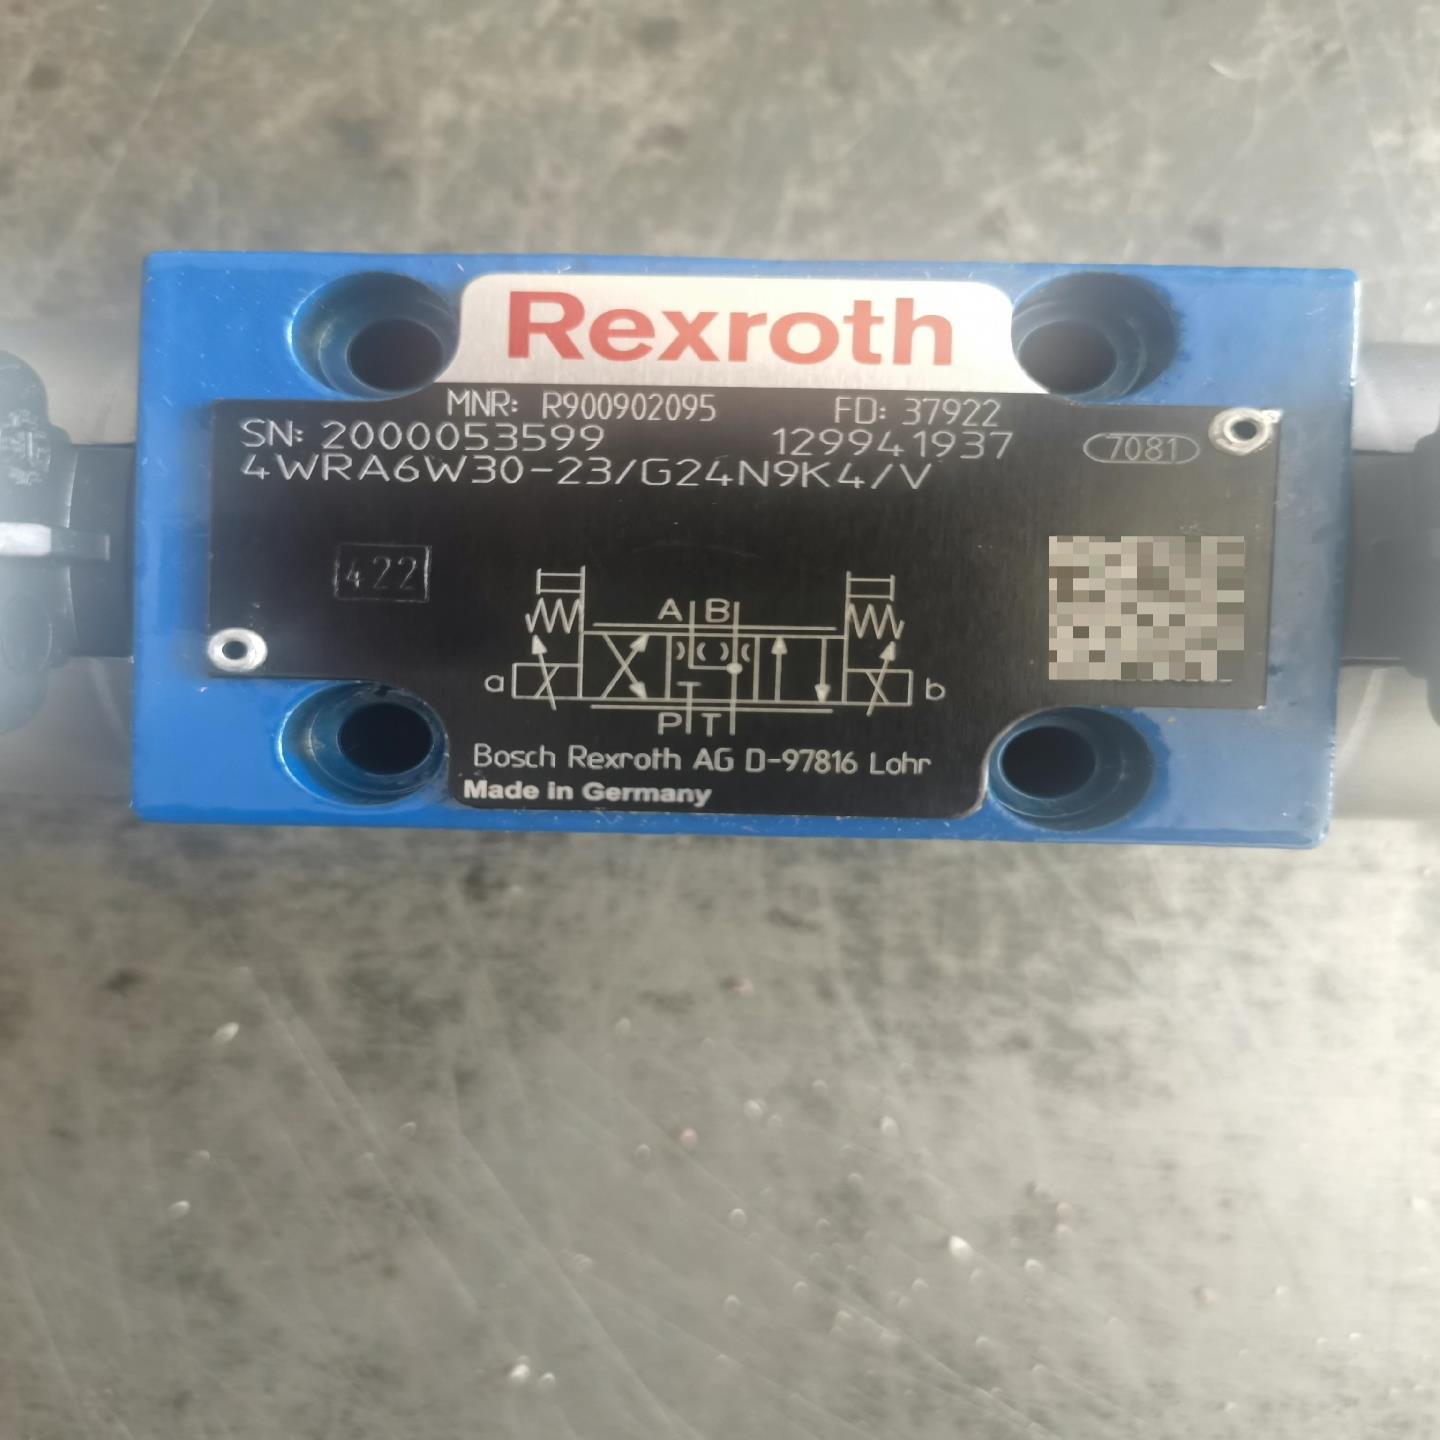 Rexroth
MNR: R900902095 FD: 37922
SN: 2000053599 129941937 7081
4WRA6W30-23/G24N9K4/V
422
A B
a b
P T
Bosch Rexroth AG D-97816 Lohr
Made in Germany